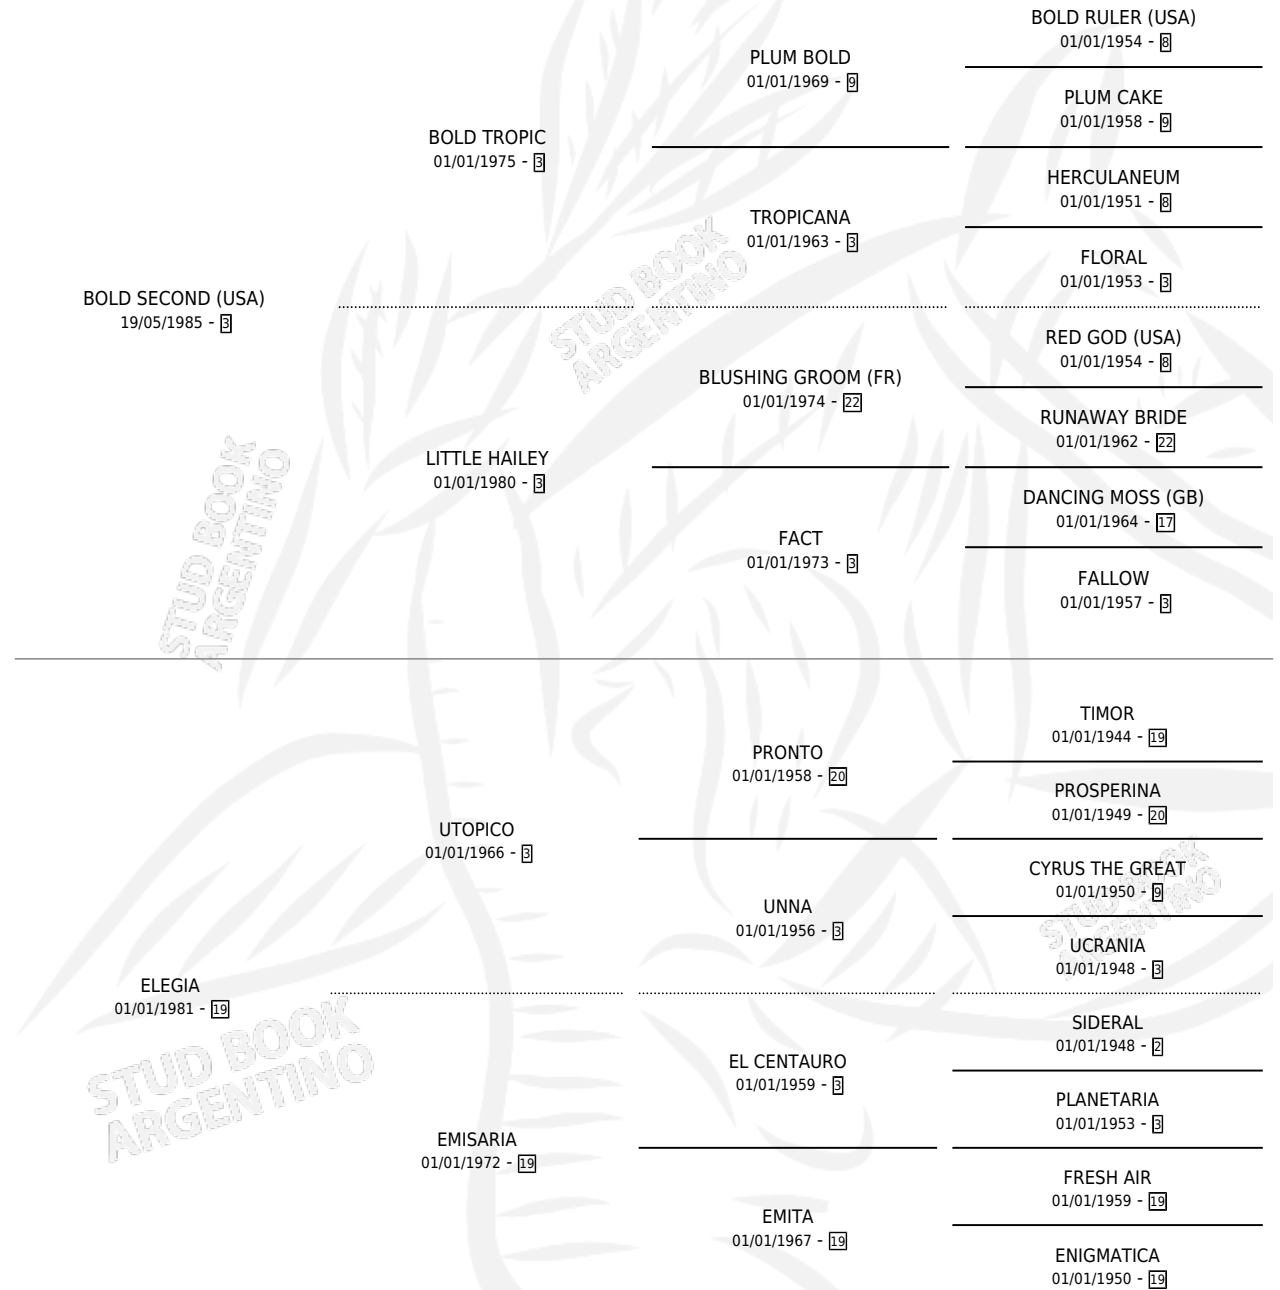 BOLD RULER (USA)
01/01/1954 - 8
PLUM BOLD
01/01/1969 - 9
PLUM CAKE
01/01/1958 - 9
BOLD TROPIC
01/01/1975 - 3
HERCULANEUM
01/01/1951 - 8
TROPICANA
01/01/1963 - 3
FLORAL
01/01/1953 - 3
BOLD SECOND (USA)
19/05/1985 - 3
STUD BOOK
ARGENTINO
RED GOD (USA)
01/01/1954 - 8
BLUSHING GROOM (FR)
01/01/1974 - 22
RUNAWAY BRIDE
01/01/1962 - 22
LITTLE HAILEY
01/01/1980 - 3
DANCING MOSS (GB)
01/01/1964 - 17
FACT
01/01/1973 - 3
FALLOW
01/01/1957 - 3
STUD BOOK
ARGENTINO
TIMOR
01/01/1944 - 19
PRONTO
01/01/1958 - 20
PROSPERINA
01/01/1949 - 20
UTOPICO
01/01/1966 - 3
CYRUS THE GREAT
01/01/1950 - 9
UNNA
01/01/1956 - 3
STUD BOOK
ARGENTINO
UCRANIA
01/01/1948 - 3
ELEGIA
01/01/1981 - 19
SIDERAL
01/01/1948 - 2
EL CENTAURO
01/01/1959 - 3
STUD BOOK
ARGENTINO
PLANETARIA
01/01/1953 - 3
EMISARIA
01/01/1972 - 19
FRESH AIR
01/01/1959 - 19
EMITA
01/01/1967 - 19
ENIGMATICA
01/01/1950 - 19